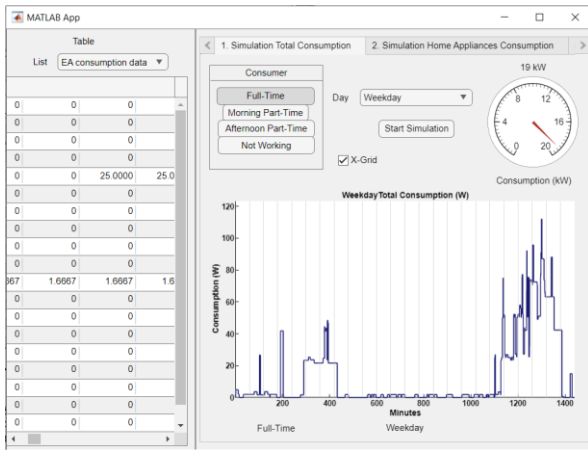 MATLAB App
Table
List EA consumption data
0 0 0
0 0 0
0 0 0
0 0 0
0 0 25.0000 25.0
0 0 0
0 0 0
0 0 0
0 0 0
0 0 0
667 1.6667 1.6667 1.6
0 0 0
0 0 0
0 0 0
0 0 0
0 0 0
0 0 0
0 0 0
0 0 0
1. Simulation Total Consumption
2. Simulation Home Appliances Consumption
Consumer
Full-Time
Morning Part-Time
Afternoon Part-Time
Not Working
Day Weekday
Start Simulation
X-Grid
19 kW
0 4 8 12 16 20
Consumption (kW)
WeekdayTotal Consumption (W)
Consumption (W)
120
100
80
60
40
20
0
200 400 600 800 1000 1200 1400
Minutes
Full-Time Weekday